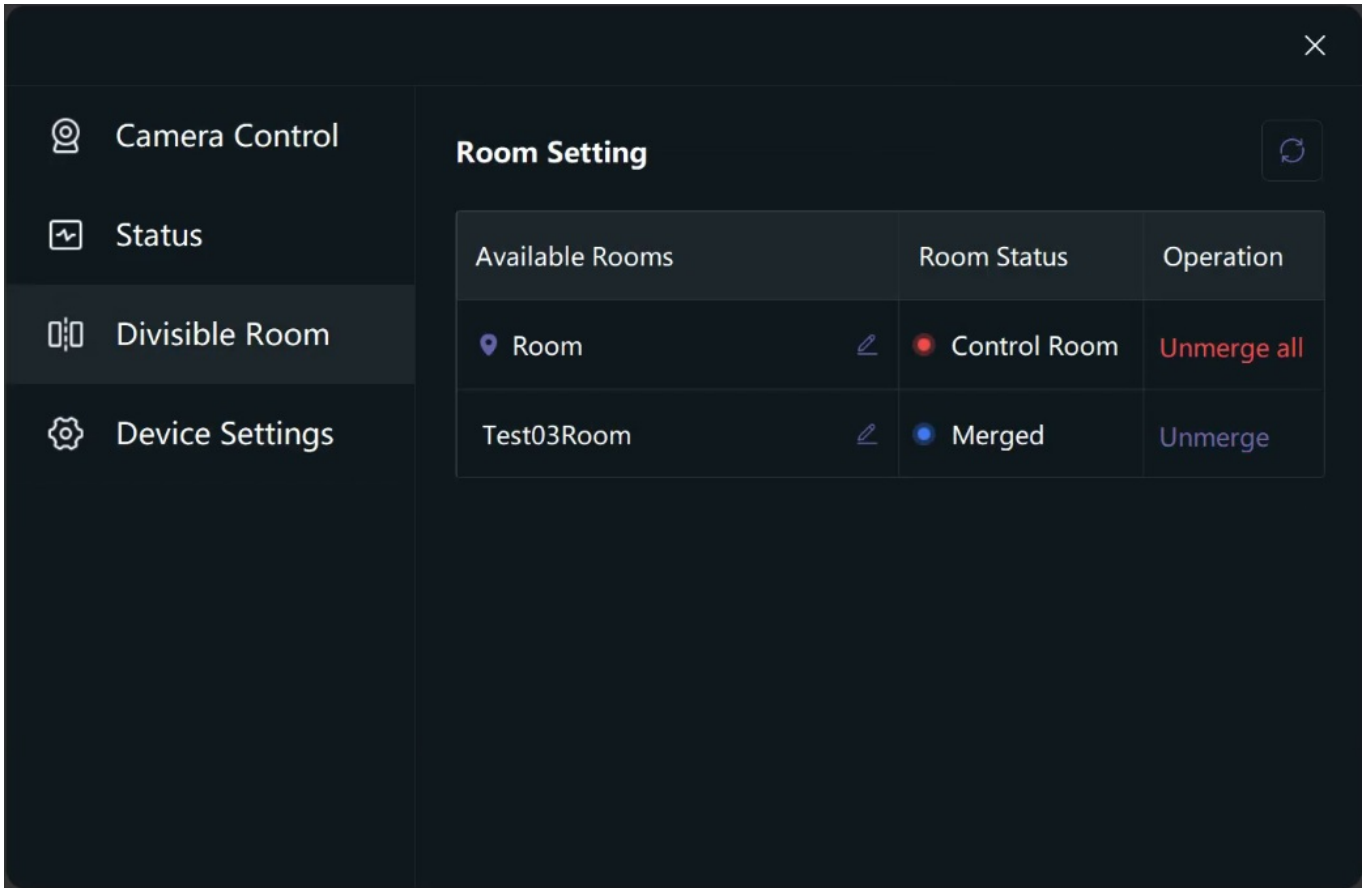 Camera Control
Status
Divisible Room
Device Settings
Room Setting
Available Rooms Room Status Operation
Room Control Room Unmerge all
Test03Room Merged Unmerge